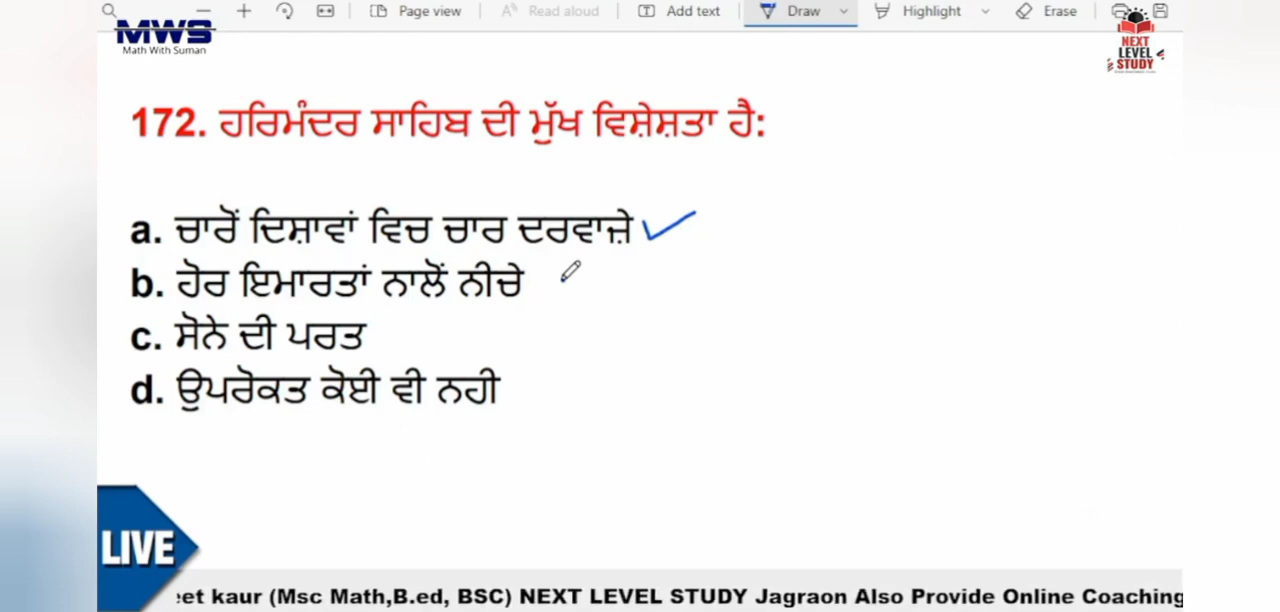 Page view
Read aloud
Add text
Draw
Highlight
Erase
MWS
Math With Suman
NEXT
LEVEL
STUDY
172. ਹਰਿਮੰਦਰ ਸਾਹਿਬ ਦੀ ਮੁੱਖ ਵਿਸ਼ੇਸ਼ਤਾ ਹੈ:
a. ਚਾਰੋਂ ਦਿਸ਼ਾਵਾਂ ਵਿਚ ਚਾਰ ਦਰਵਾਜ਼ੇ
b. ਹੋਰ ਇਮਾਰਤਾਂ ਨਾਲੋਂ ਨੀਚੇ
c. ਸੋਨੇ ਦੀ ਪਰਤ
d. ਉਪਰੋਕਤ ਕੋਈ ਵੀ ਨਹੀ
LIVE
eet kaur (Msc Math,B.ed, BSC) NEXT LEVEL STUDY Jagraon Also Provide Online Coaching